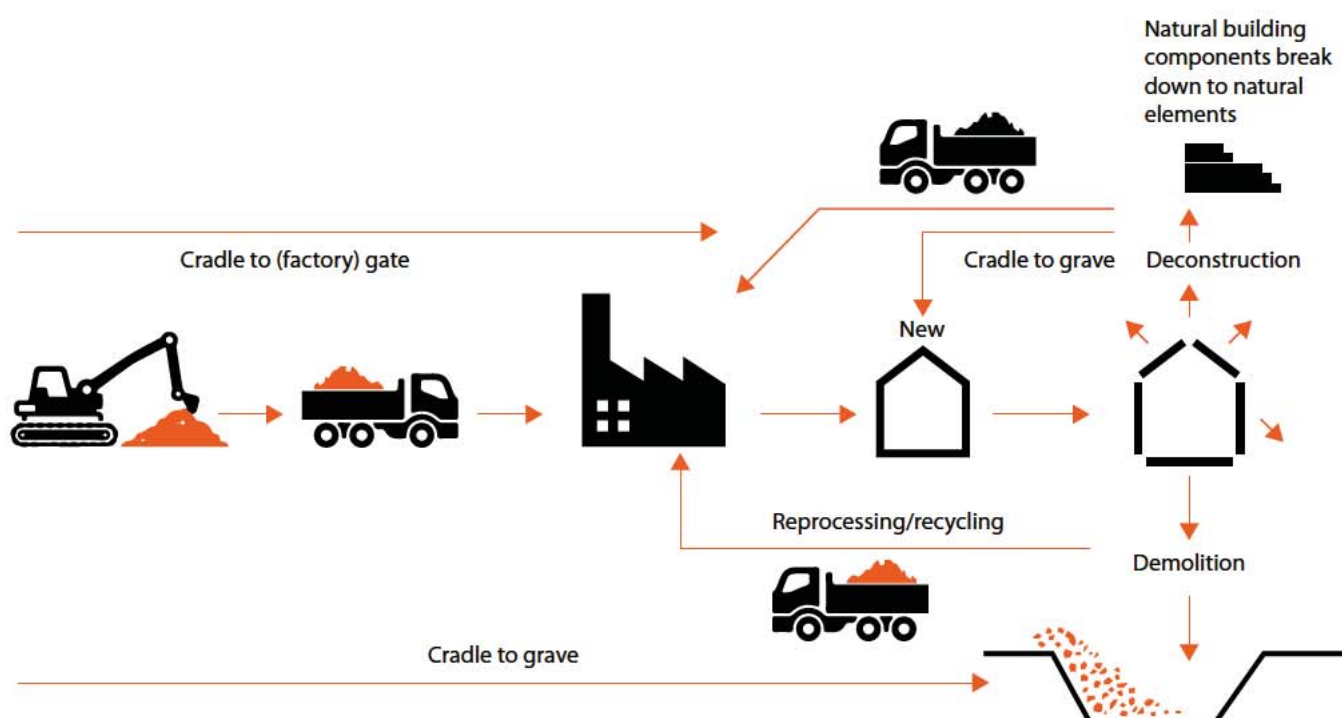 Natural building
components break
down to natural
elements
Cradle to (factory) gate
Cradle to grave
Deconstruction
New
Reprocessing/recycling
Demolition
Cradle to grave